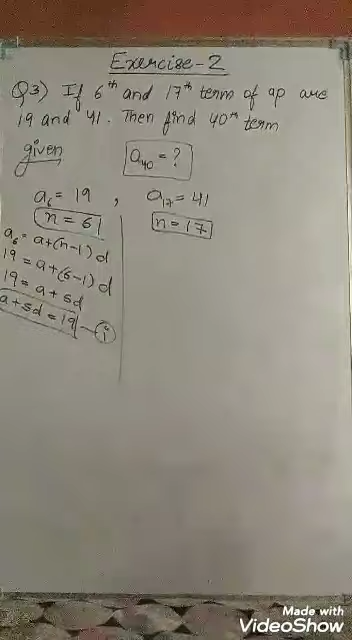 Exercise-2
Q3) If 6th and 17th term of ap are
19 and 41. Then find 40th term
given
a40 = ?
a6 = 19 , a17 = 41
n = 6 n = 17
a6 = a+(n-1) d
19 = a+(6-1) d
19 = a+5d
a+5d = 19 - i
Made with
VideoShow